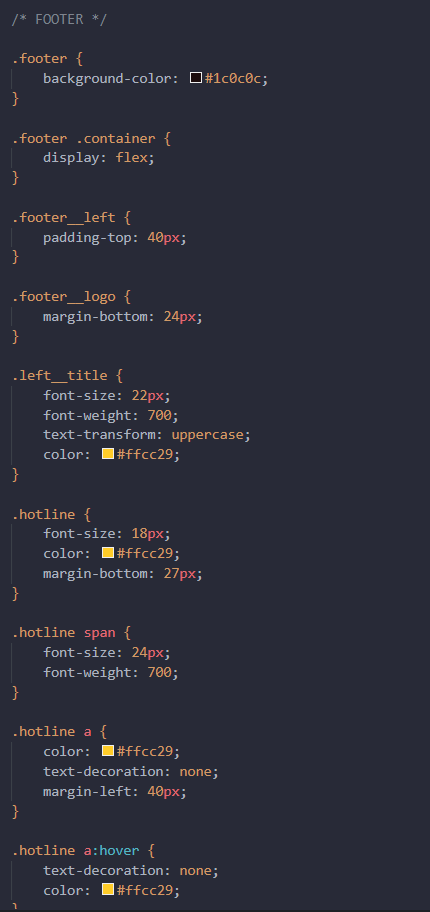 /* FOOTER */
.footer {
background-color: #1c0c0c;
}
.footer .container {
display: flex;
}
.footer__left {
padding-top: 40px;
}
.footer__logo {
margin-bottom: 24px;
}
.left__title {
font-size: 22px;
font-weight: 700;
text-transform: uppercase;
color: #ffcc29;
}
.hotline {
font-size: 18px;
color: #ffcc29;
margin-bottom: 27px;
}
.hotline span {
font-size: 24px;
font-weight: 700;
}
.hotline a {
color: #ffcc29;
text-decoration: none;
margin-left: 40px;
}
.hotline a:hover {
text-decoration: none;
color: #ffcc29;
}